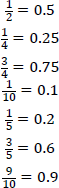 1/2 = 0.5
1/4 = 0.25
3/4 = 0.75
1/10 = 0.1
1/5 = 0.2
3/5 = 0.6
9/10 = 0.9